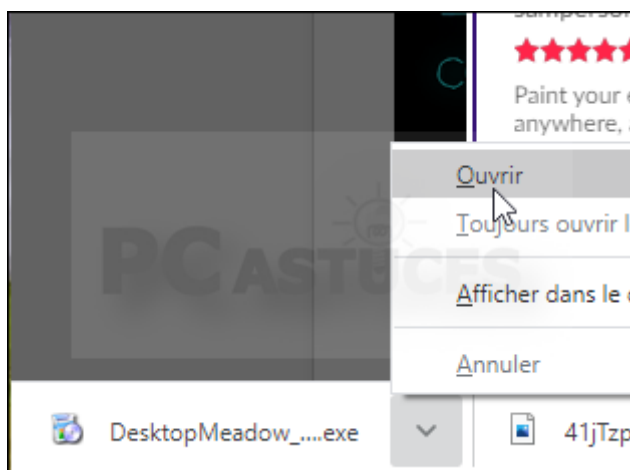 Paint your
anywhere,
Ouvrir
Toujours ouvrir
Afficher dans le
Annuler
PC ASTUCES
DesktopMeadow_....exe
41jTzp